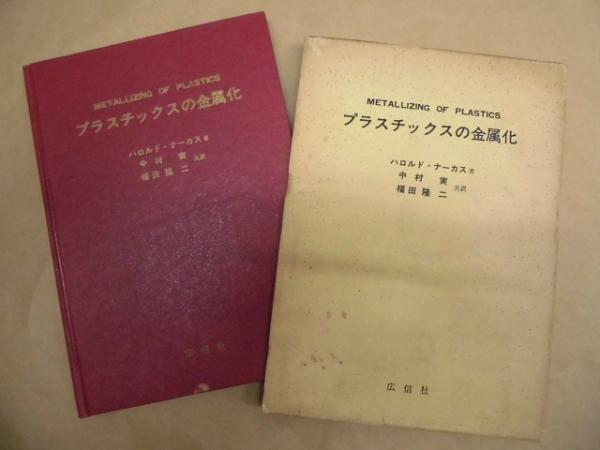 METALLIZING OF PLASTICS
プラスチックスの金属化
ハロルド・ナーカス 著
中村 実
福田隆二 共訳
広信社
METALLIZING OF PLASTICS
プラスチックスの金属化
ハロルド・ナーカス 著
中村 実
福田隆二 共訳
広信社